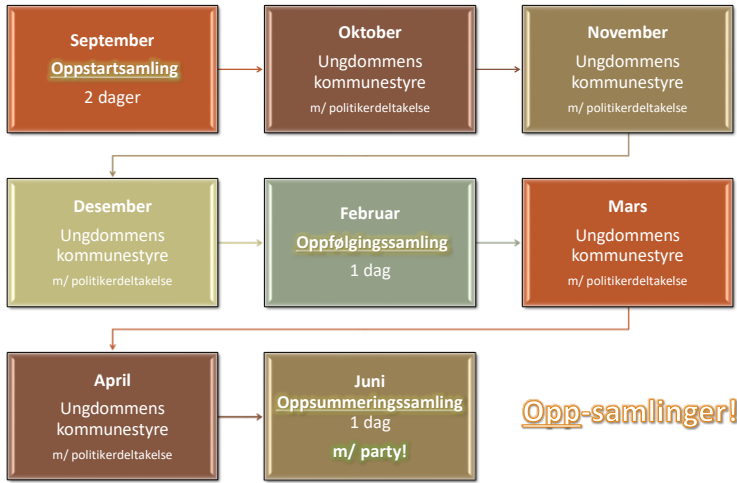 September
Oppstartsamling
2 dager
Oktober
Ungdommens
kommunestyre
m/ politikerdeltakelse
November
Ungdommens
kommunestyre
m/ politikerdeltakelse
Desember
Ungdommens
kommunestyre
m/ politikerdeltakelse
Februar
Oppfølgingssamling
1 dag
Mars
Ungdommens
kommunestyre
m/ politikerdeltakelse
April
Ungdommens
kommunestyre
m/ politikerdeltakelse
Juni
Oppsummeringssamling
1 dag
m/ party!
Opp-samlinger!